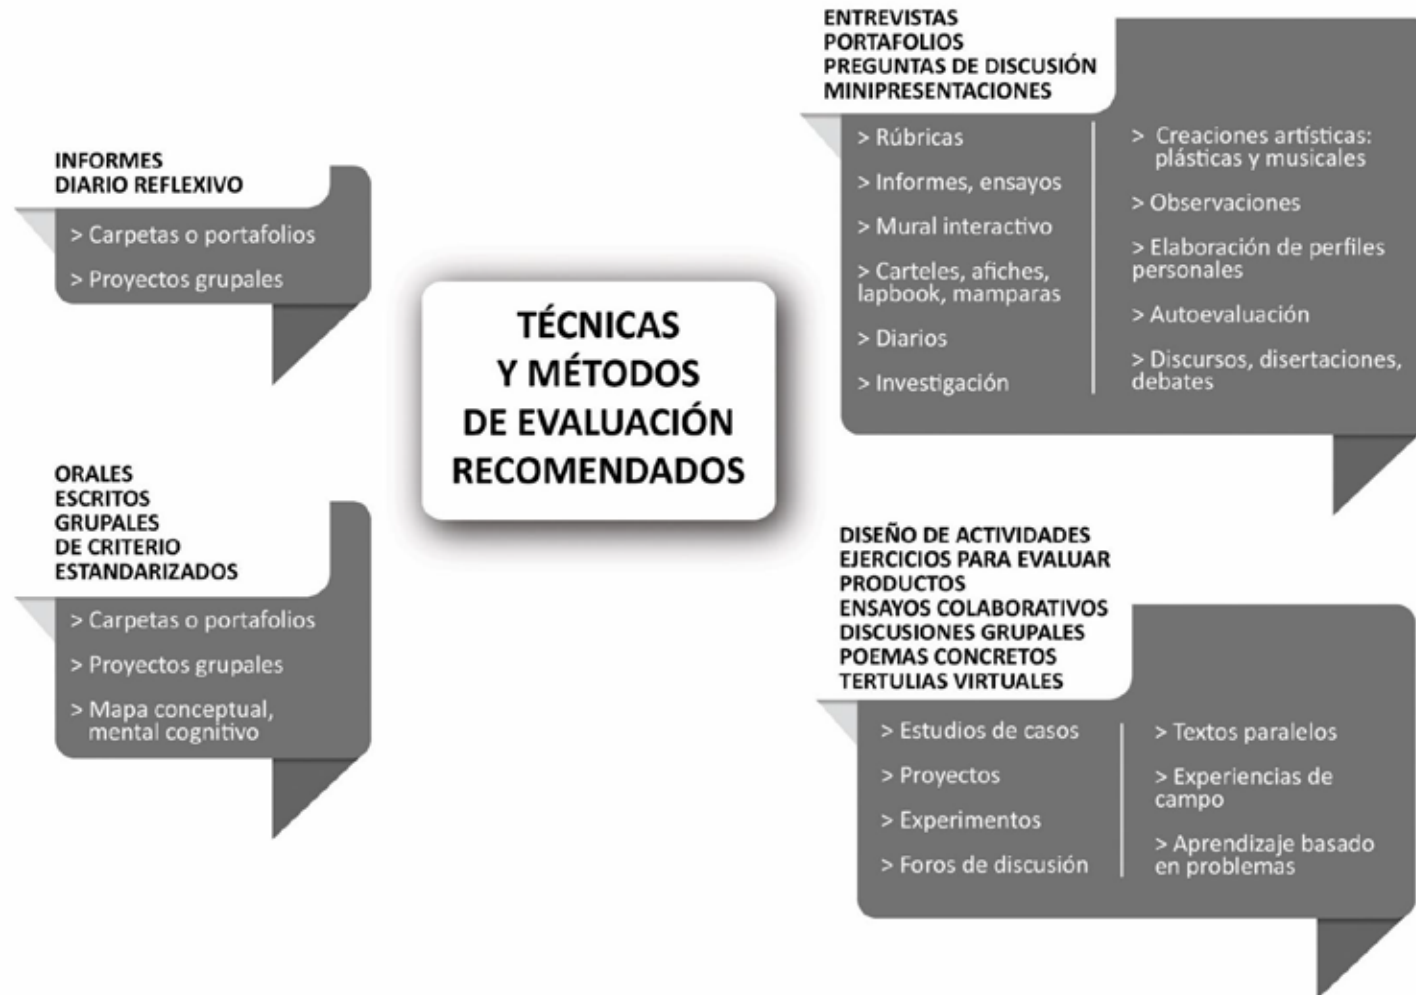 INFORMES
DIARIO REFLEXIVO
> Carpetas o portafolios
> Proyectos grupales
ORALES
ESCRITOS
GRUPALES
DE CRITERIO
ESTANDARIZADOS
> Carpetas o portafolios
> Proyectos grupales
> Mapa conceptual,
mental cognitivo
TÉCNICAS
Y MÉTODOS
DE EVALUACIÓN
RECOMENDADOS
ENTREVISTAS
PORTAFOLIOS
PREGUNTAS DE DISCUSIÓN
MINIPRESENTACIONES
> Rúbricas
> Informes, ensayos
> Mural interactivo
> Carteles, afiches,
lapbook, mamparas
> Diarios
> Investigación
> Creaciones artísticas:
plásticas y musicales
> Observaciones
> Elaboración de perfiles
personales
> Autoevaluación
> Discursos, disertaciones,
debates
DISEÑO DE ACTIVIDADES
EJERCICIOS PARA EVALUAR
PRODUCTOS
ENSAYOS COLABORATIVOS
DISCUSIONES GRUPALES
POEMAS CONCRETOS
TERTULIAS VIRTUALES
> Estudios de casos
> Proyectos
> Experimentos
> Foros de discusión
> Textos paralelos
> Experiencias de
campo
> Aprendizaje basado
en problemas